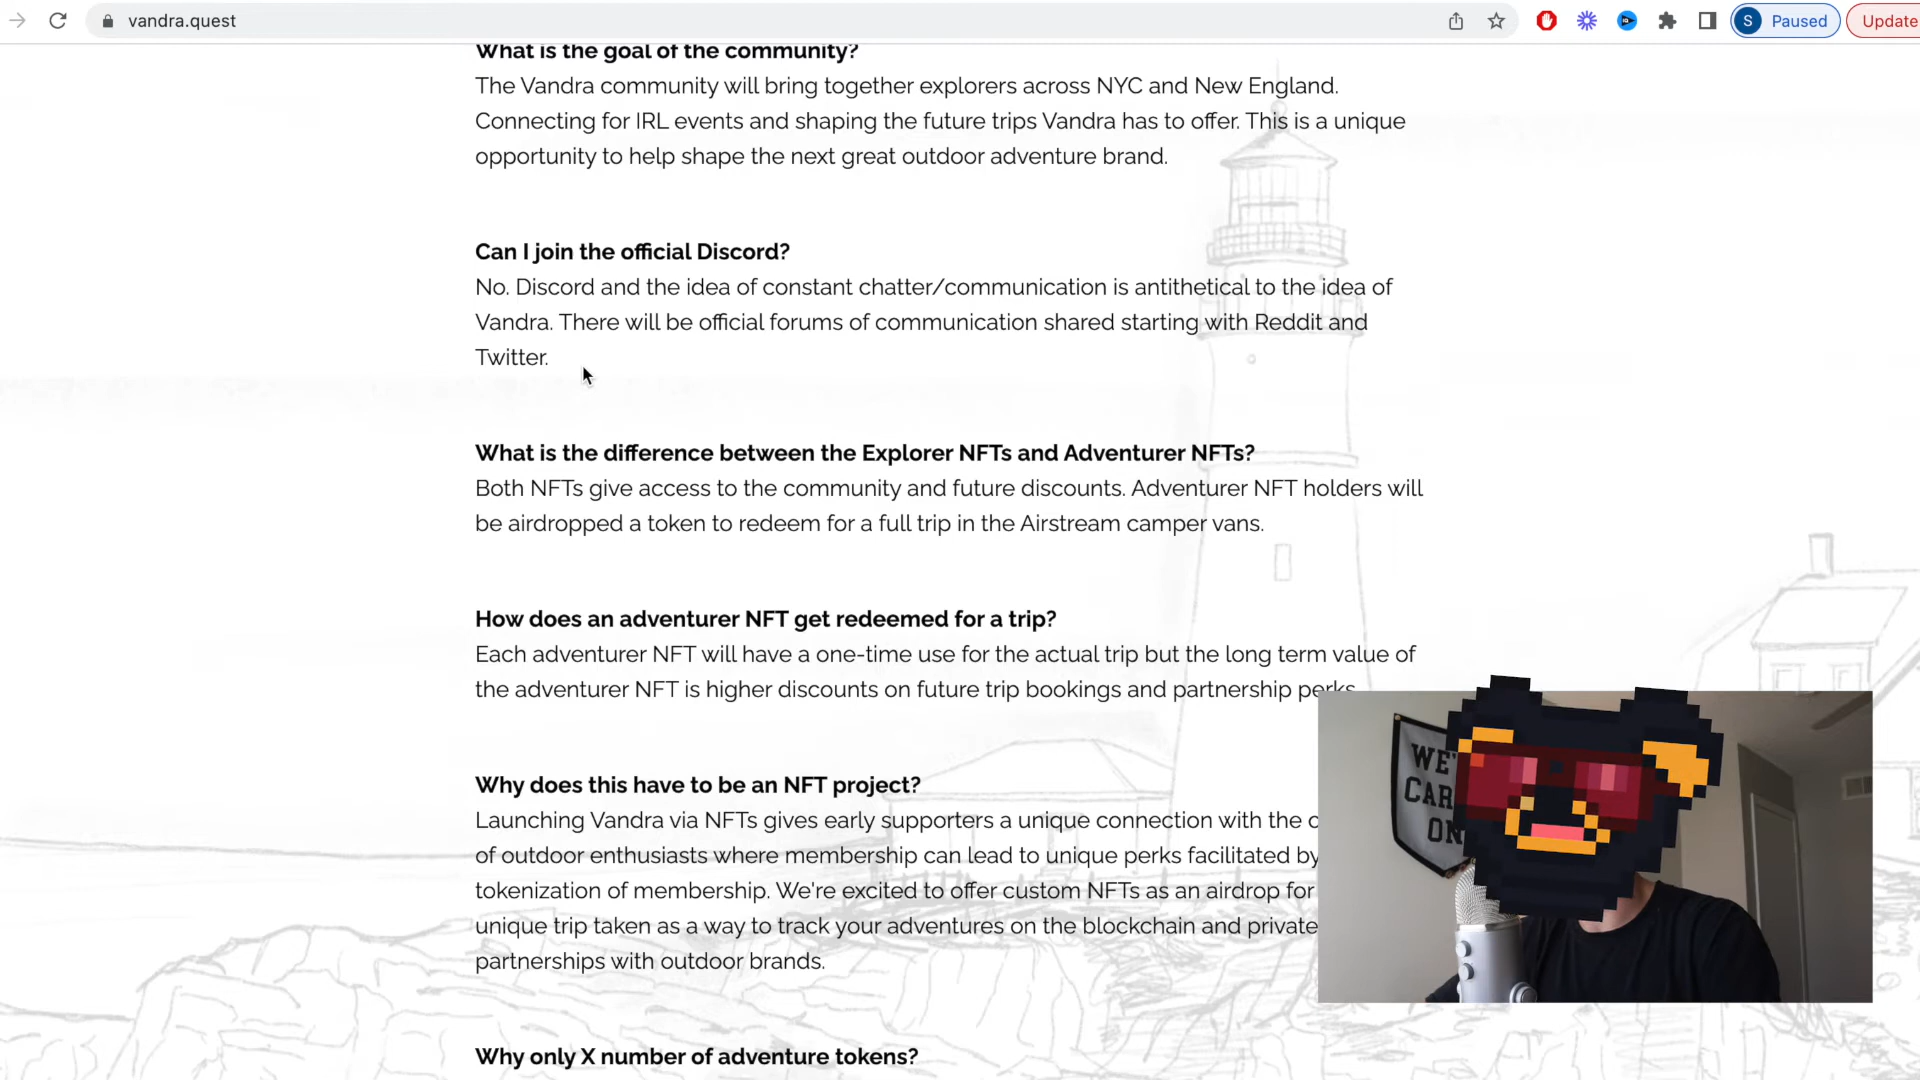 vandra.quest
S Paused
Update
What is the goal of the community?
The Vandra community will bring together explorers across NYC and New England.
Connecting for IRL events and shaping the future trips Vandra has to offer. This is a unique
opportunity to help shape the next great outdoor adventure brand.
Can I join the official Discord?
No. Discord and the idea of constant chatter/communication is antithetical to the idea of
Vandra. There will be official forums of communication shared starting with Reddit and
Twitter.
What is the difference between the Explorer NFTs and Adventurer NFTs?
Both NFTs give access to the community and future discounts. Adventurer NFT holders will
be airdropped a token to redeem for a full trip in the Airstream camper vans.
How does an adventurer NFT get redeemed for a trip?
Each adventurer NFT will have a one-time use for the actual trip but the long term value of
the adventurer NFT is higher discounts on future trip bookings and partnership perks
Why does this have to be an NFT project?
Launching Vandra via NFTs gives early supporters a unique connection with the
of outdoor enthusiasts where membership can lead to unique perks facilitated by
tokenization of membership. We're excited to offer custom NFTs as an airdrop for
unique trip taken as a way to track your adventures on the blockchain and private
partnerships with outdoor brands.
Why only X number of adventure tokens?
WE'
CAR
ON